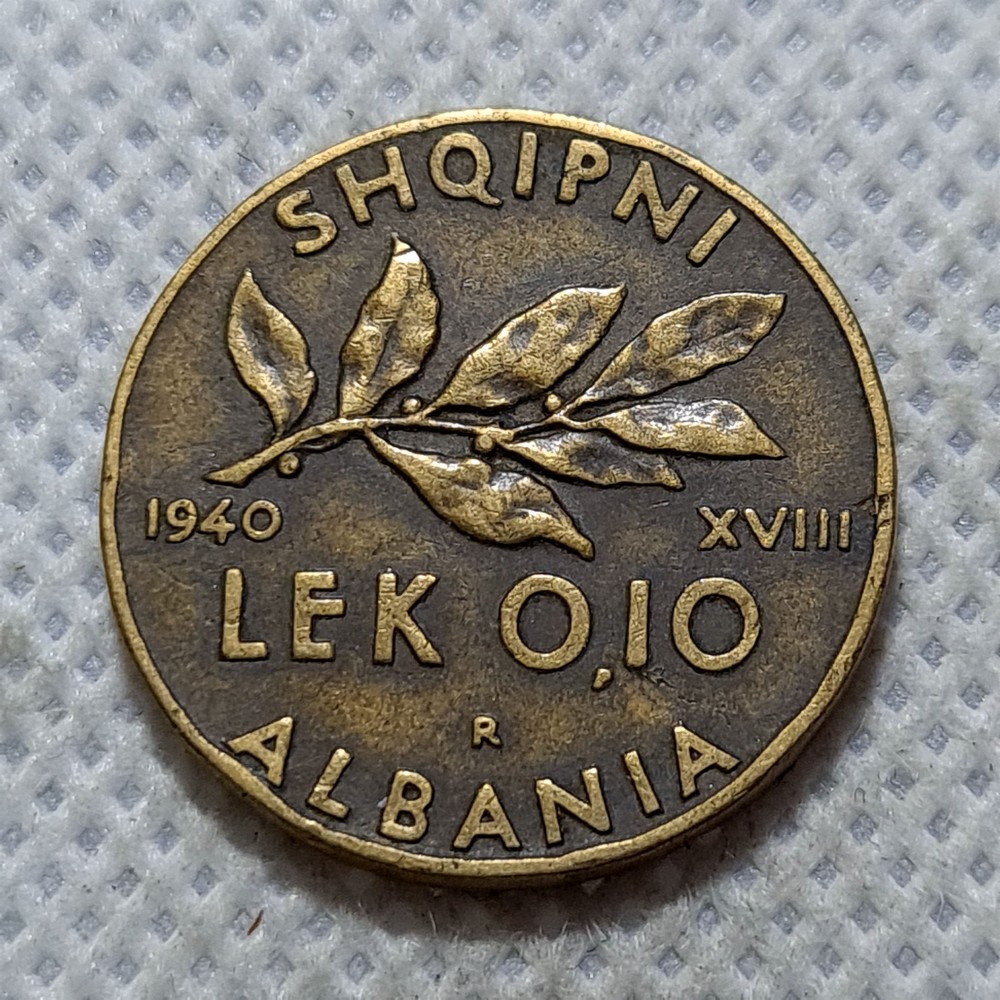 SHQIPNI
1940 XVIII
LEK 0,10
R
ALBANIA